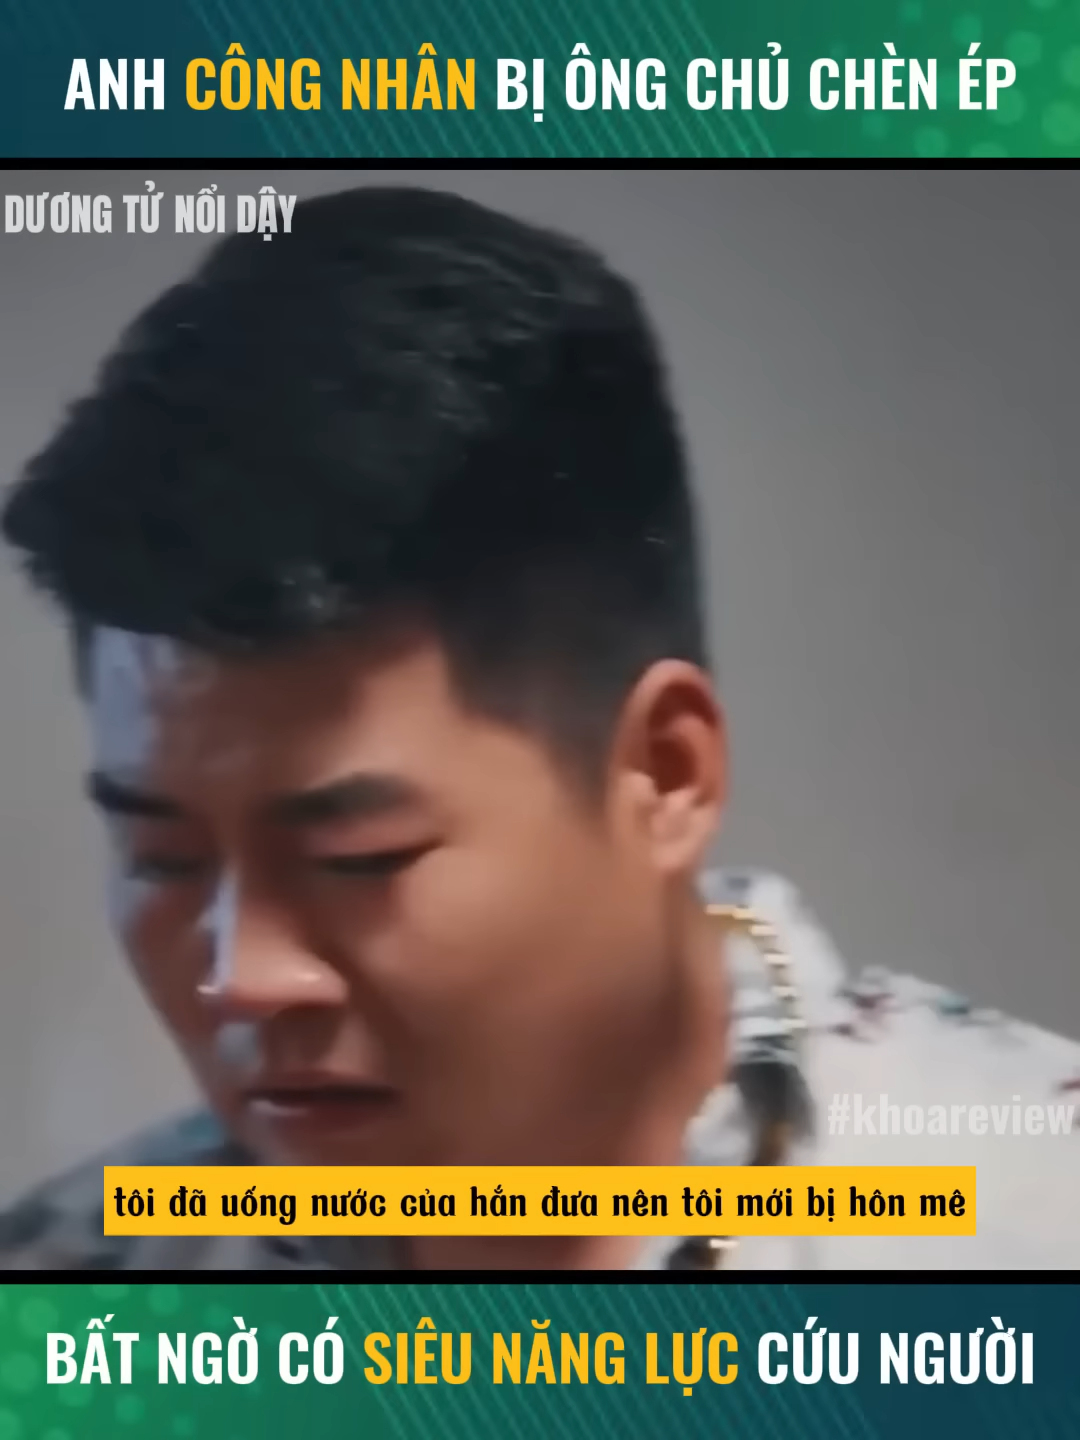 ANH CÔNG NHÂN BỊ ÔNG CHỦ CHÈN ÉP
DƯƠNG TỬ NỔI DẬY
#khoareview
tôi đã uống nước của hắn đưa nên tôi mới bị hôn mê
BẤT NGỜ CÓ SIÊU NĂNG LỰC CỨU NGƯỜI